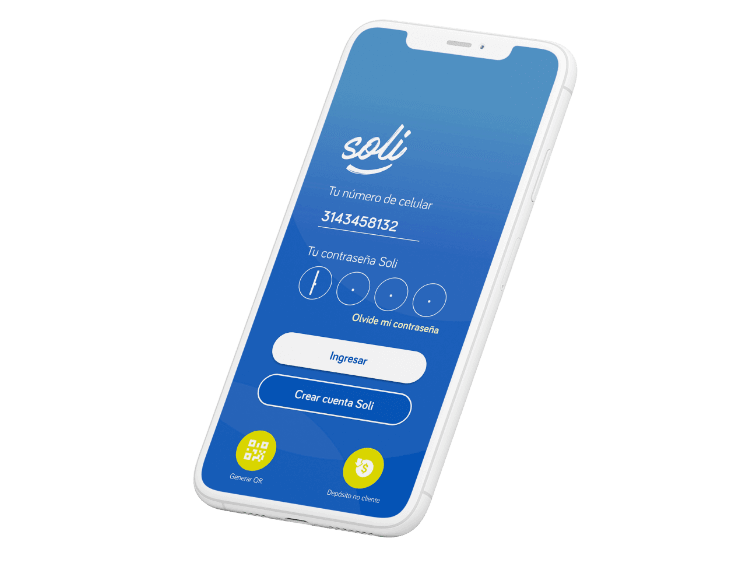 soli
Tu número de celular
3143458132
Tu contraseña Soli
Olvide mi contraseña
Ingresar
Crear cuenta Soli
Generar QR
Depósito no cliente